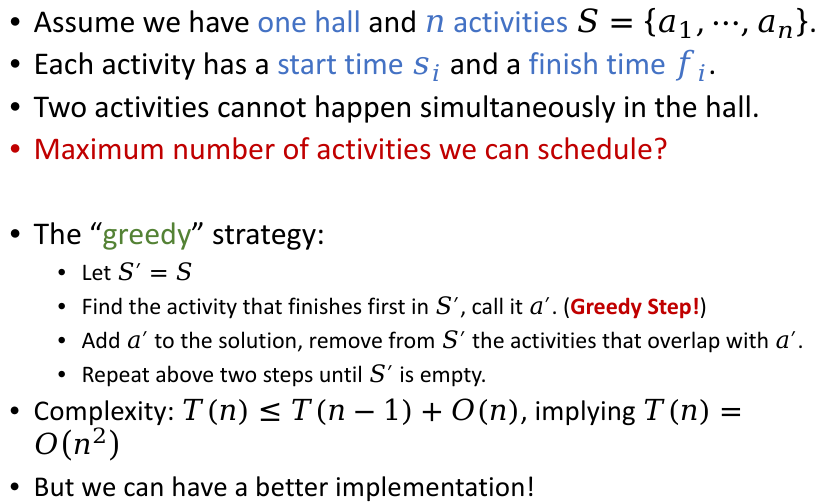 • Assume we have one hall and n activities S = {a₁, ⋯, aₙ}.
• Each activity has a start time sᵢ and a finish time fᵢ.
• Two activities cannot happen simultaneously in the hall.
• Maximum number of activities we can schedule?
• The “greedy” strategy:
• Let S′ = S
• Find the activity that finishes first in S′, call it a′. (Greedy Step!)
• Add a′ to the solution, remove from S′ the activities that overlap with a′.
• Repeat above two steps until S′ is empty.
• Complexity: T(n) ≤ T(n − 1) + O(n), implying T(n) =
O(n²)
• But we can have a better implementation!